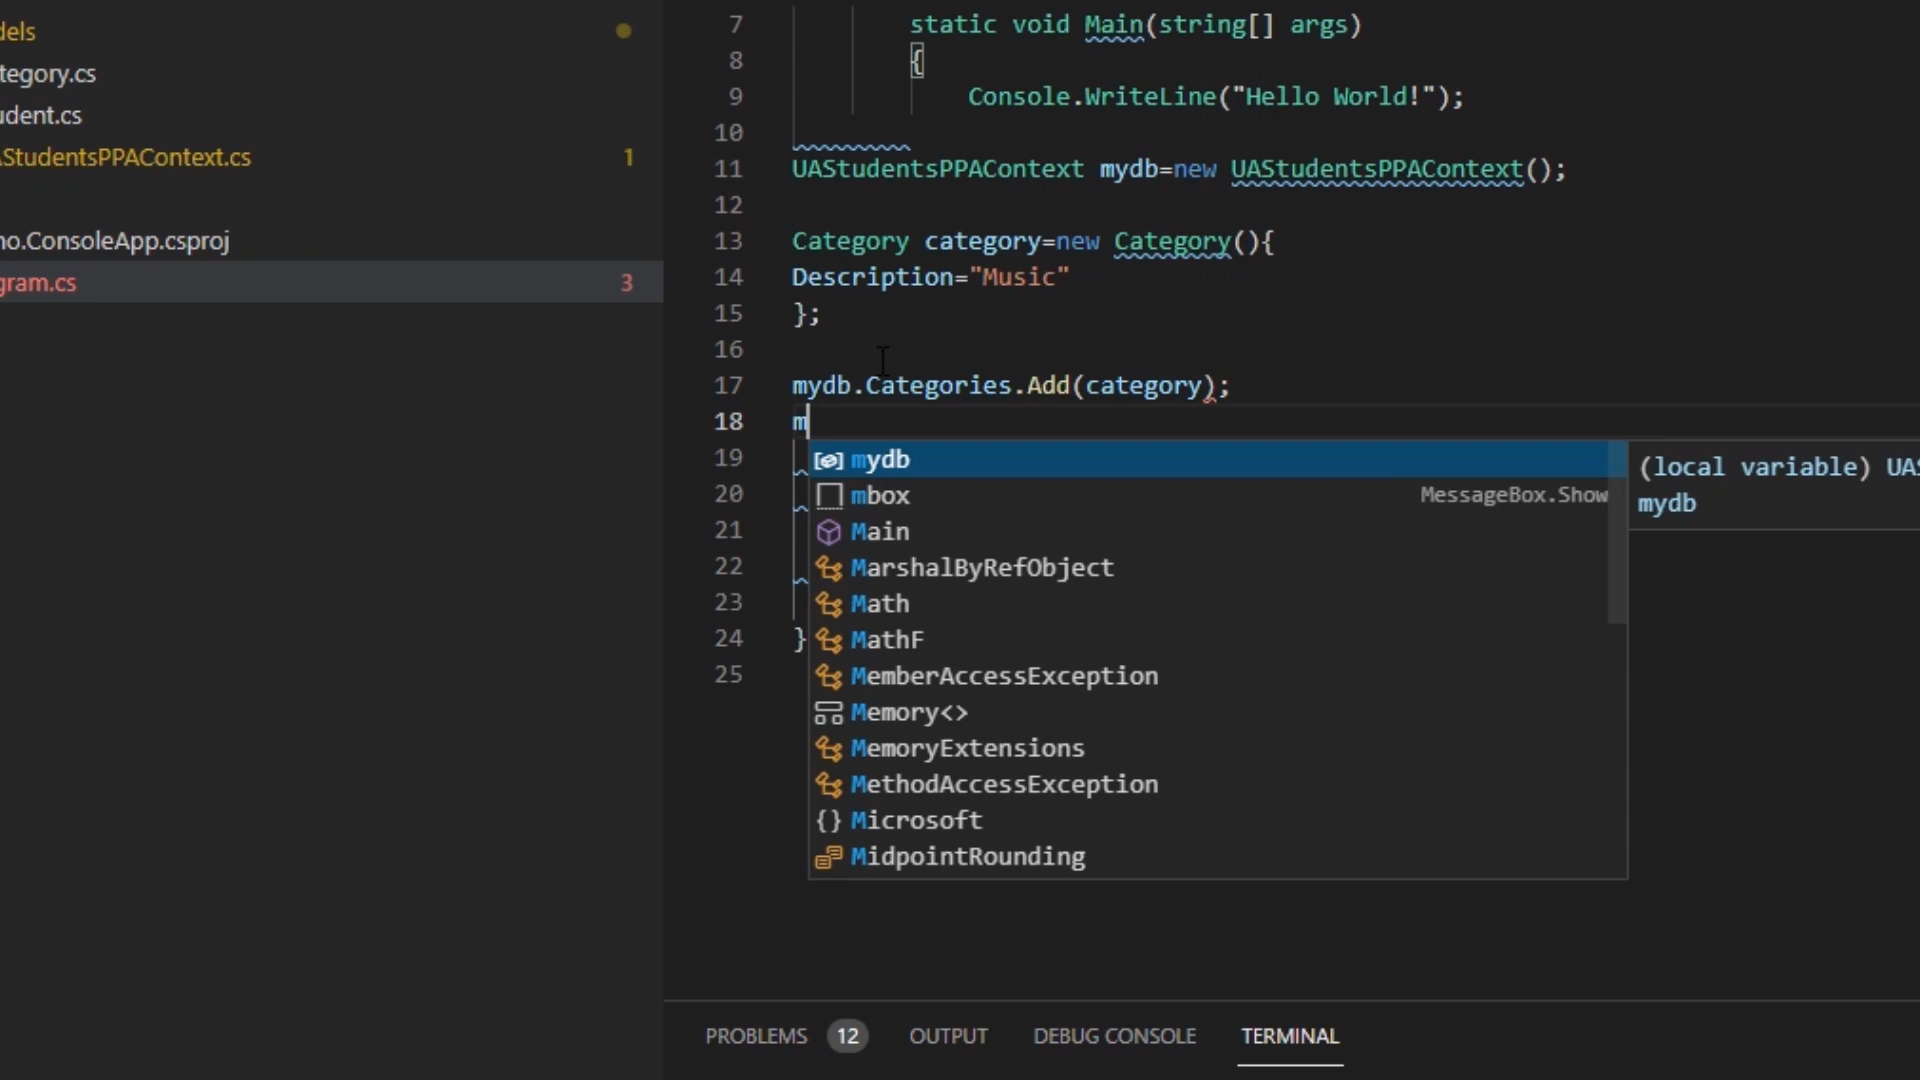 dels
tegory.cs
udent.cs
AStudentsPPAContext.cs 1
no.ConsoleApp.csproj
gram.cs 3
7 static void Main(string[] args)
8 {
9 Console.WriteLine("Hello World!");
10
11 UAStudentsPPAContext mydb=new UAStudentsPPAContext();
12
13 Category category=new Category(){
14 Description="Music"
15 };
16
17 mydb.Categories.Add(category);
18 m
19
20
21
22
23
24 }
25
mydb
mbox MessageBox.Show
Main
MarshalByRefObject
Math
MathF
MemberAccessException
Memory<>
MemoryExtensions
MethodAccessException
{} Microsoft
MidpointRounding
(local variable) UAS
mydb
PROBLEMS 12 OUTPUT DEBUG CONSOLE TERMINAL